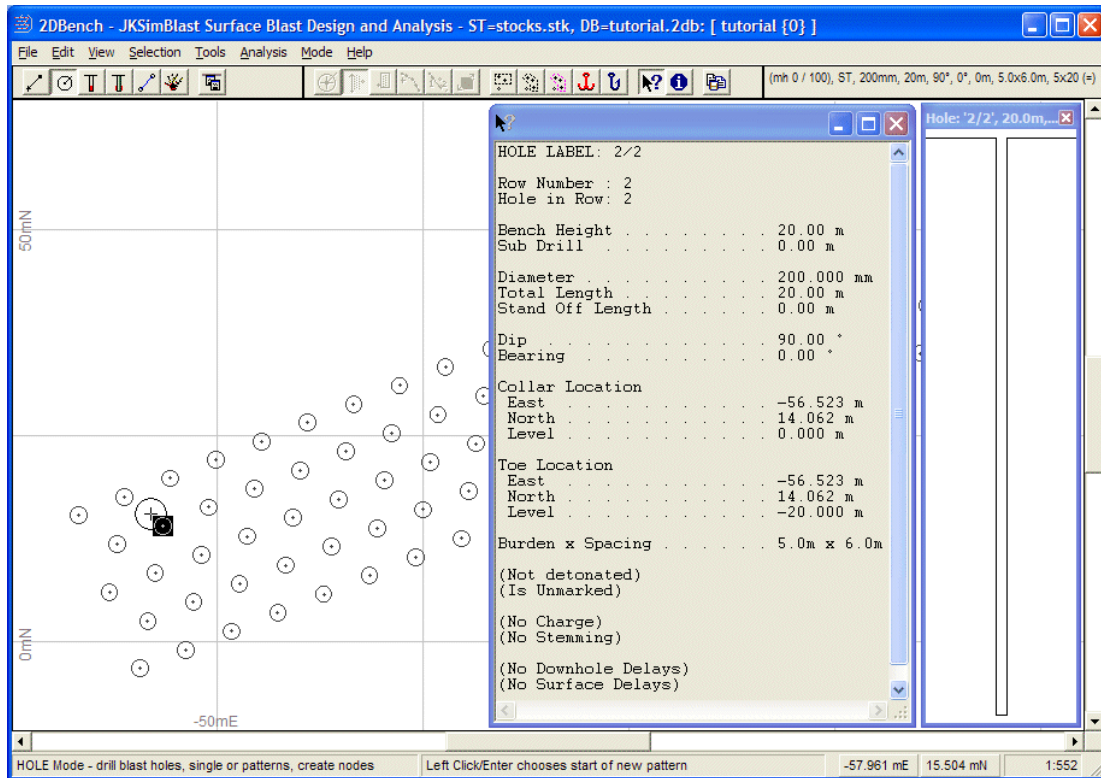 2DBench - JKSimBlast Surface Blast Design and Analysis - ST=stocks.stk, DB=tutorial.2db: [ tutorial {0} ]
File Edit View Selection Tools Analysis Mode Help
(mh 0 / 100), ST, 200mm, 20m, 90°, 0°, 0m, 5.0x6.0m, 5x20 (=)
Hole: '2/2', 20.0m,...
HOLE LABEL: 2/2
Row Number : 2
Hole in Row: 2
Bench Height . . . . . . . . 20.00 m
Sub Drill . . . . . . . . . 0.00 m
Diameter . . . . . . . . . . 200.000 mm
Total Length . . . . . . . . 20.00 m
Stand Off Length . . . . . . 0.00 m
Dip . . . . . . . . . . . . 90.00 °
Bearing . . . . . . . . . . 0.00 °
Collar Location
East . . . . . . . . . . . -56.523 m
North . . . . . . . . . . . 14.062 m
Level . . . . . . . . . . . 0.000 m
Toe Location
East . . . . . . . . . . . -56.523 m
North . . . . . . . . . . . 14.062 m
Level . . . . . . . . . . . -20.000 m
Burden x Spacing . . . . . . 5.0m x 6.0m
(Not detonated)
(Is Unmarked)
(No Charge)
(No Stemming)
(No Downhole Delays)
(No Surface Delays)
50mN
0mN
-50mE
HOLE Mode - drill blast holes, single or patterns, create nodes
Left Click/Enter chooses start of new pattern
-57.961 mE
15.504 mN
1:552